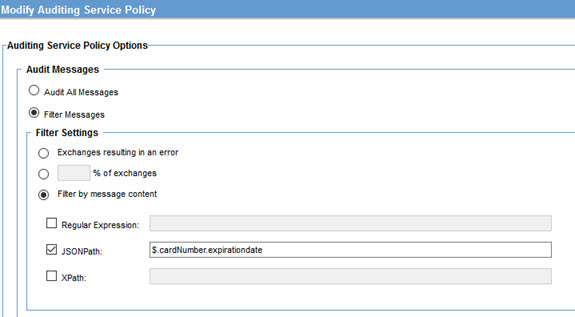 Modify Auditing Service Policy
Auditing Service Policy Options
Audit Messages
Audit All Messages
Filter Messages
Filter Settings
Exchanges resulting in an error
% of exchanges
Filter by message content
Regular Expression:
JSONPath: $.cardNumber.expirationdate
XPath: